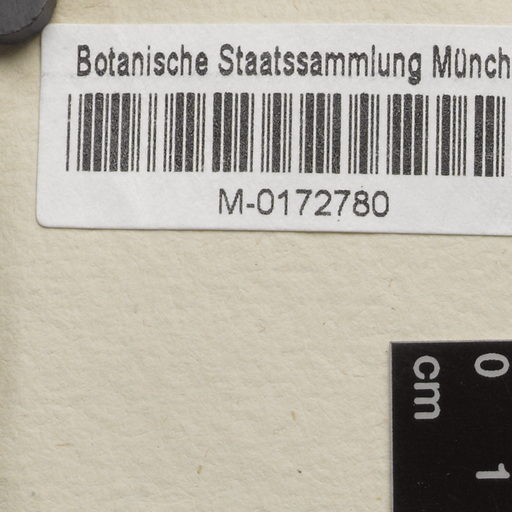 Botanische Staatssammlung Münch
M-0172780
cm
0
1